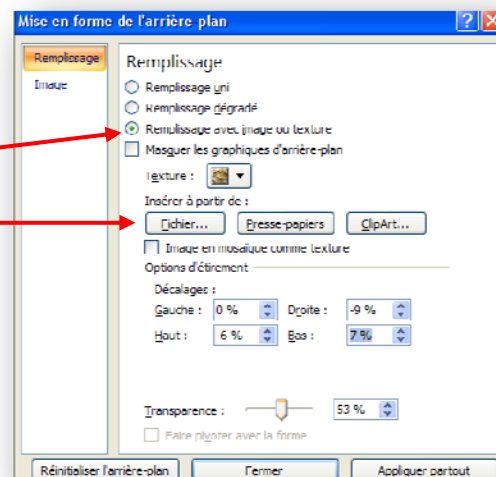 Mise en forme de l'arrière plan
Remplissage
Image
Remplissage
Remplissage uni
Remplissage dégradé
Remplissage avec image ou texture
Masquer les graphiques d'arrière-plan
Texture :
Insérer à partir de :
Fichier... Presse-papiers ClipArt...
Image en mosaïque comme texture
Options d'étirement
Décalages :
Gauche : 0 % Droite : -9 %
Haut : 6 % Bas : 7 %
Transparence : 53 %
Faire pivoter avec la forme
Réinitialiser l'arrière-plan Fermer Appliquer partout